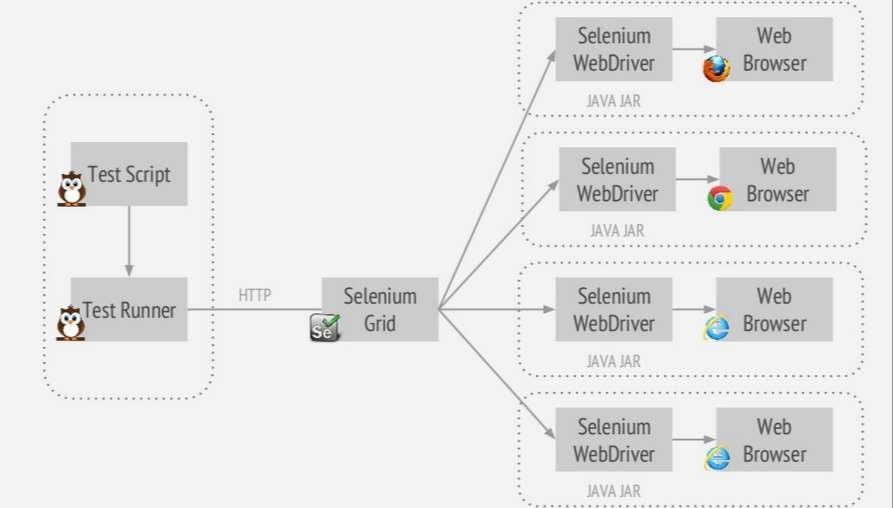 Selenium
WebDriver
Web
Browser
JAVA JAR
Test Script
Selenium
WebDriver
Web
Browser
JAVA JAR
Test Runner
HTTP
Selenium
Grid
Se
Selenium
WebDriver
Web
Browser
JAVA JAR
Selenium
WebDriver
Web
Browser
JAVA JAR